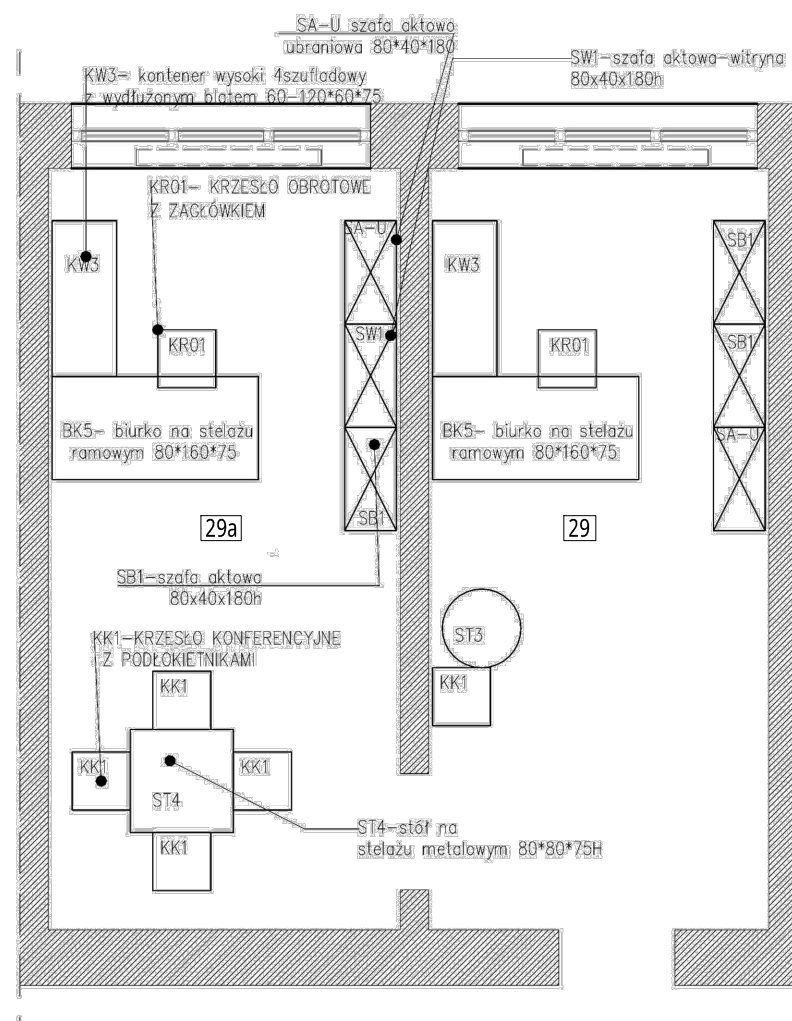 SA-U szafa aktowo
ubraniowa 80*40*180
SW1-szafa aktowa-witryna
80x40x180h
KW3- kontener wysoki 4szufladowy
z wydłużonym blatem 60-120*60*75
KR01- KRZESŁO OBROTOWE
Z ZAGŁÓWKIEM
SA-U
SB1
KW3
KW3
SW1
SB1
KR01
KR01
BK5- biurko na stelażu
ramowym 80*160*75
BK5- biurko na stelażu
ramowym 80*160*75
SA-U
SB1
29a
29
SB1-szafa aktowa
80x40x180h
KK1-KRZESŁO KONFERENCYJNE
Z PODŁOKIETNIKAMI
ST3
KK1
KK1
KK1
KK1
ST4
KK1
ST4-stół na
stelażu metalowym 80*80*75H